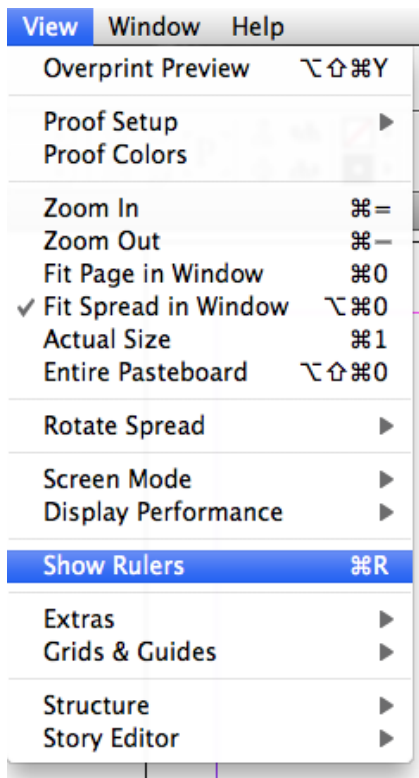 View Window Help
Overprint Preview ⌥⇧⌘Y
Proof Setup
Proof Colors
Zoom In ⌘=
Zoom Out ⌘−
Fit Page in Window ⌘0
✓ Fit Spread in Window ⌥⌘0
Actual Size ⌘1
Entire Pasteboard ⌥⇧⌘0
Rotate Spread
Screen Mode
Display Performance
Show Rulers ⌘R
Extras
Grids & Guides
Structure
Story Editor